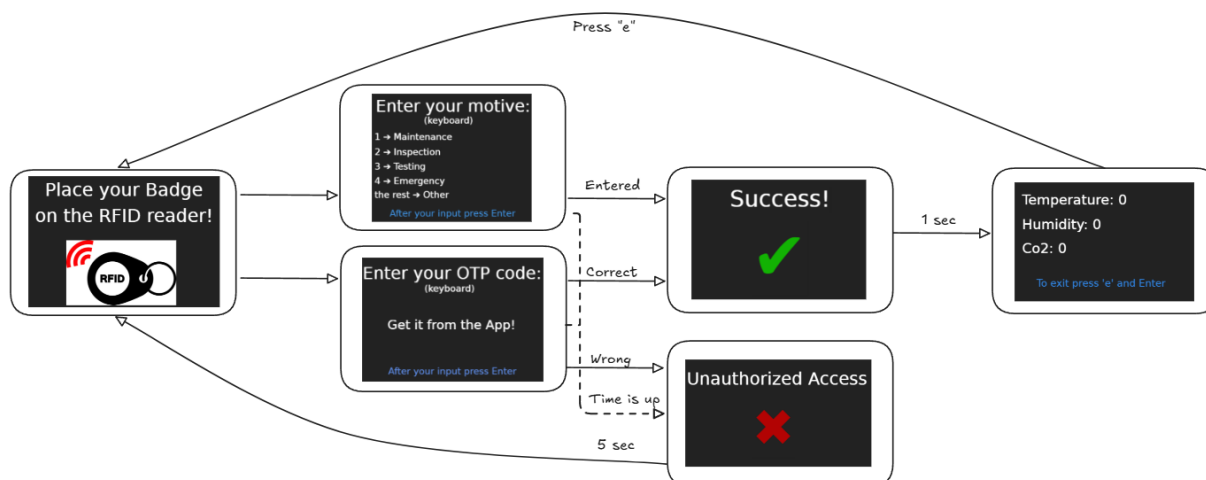 Press "e"
Place your Badge
on the RFID reader!
RFID
Enter your motive:
(keyboard)
1 ➔ Maintenance
2 ➔ Inspection
3 ➔ Testing
4 ➔ Emergency
the rest ➔ Other
After your input press Enter
Enter your OTP code:
(keyboard)
Get it from the App!
After your input press Enter
Entered
Correct
Wrong
Time is up
Success!
1 sec
Temperature: 0
Humidity: 0
Co2: 0
To exit press 'e' and Enter
Unauthorized Access
5 sec